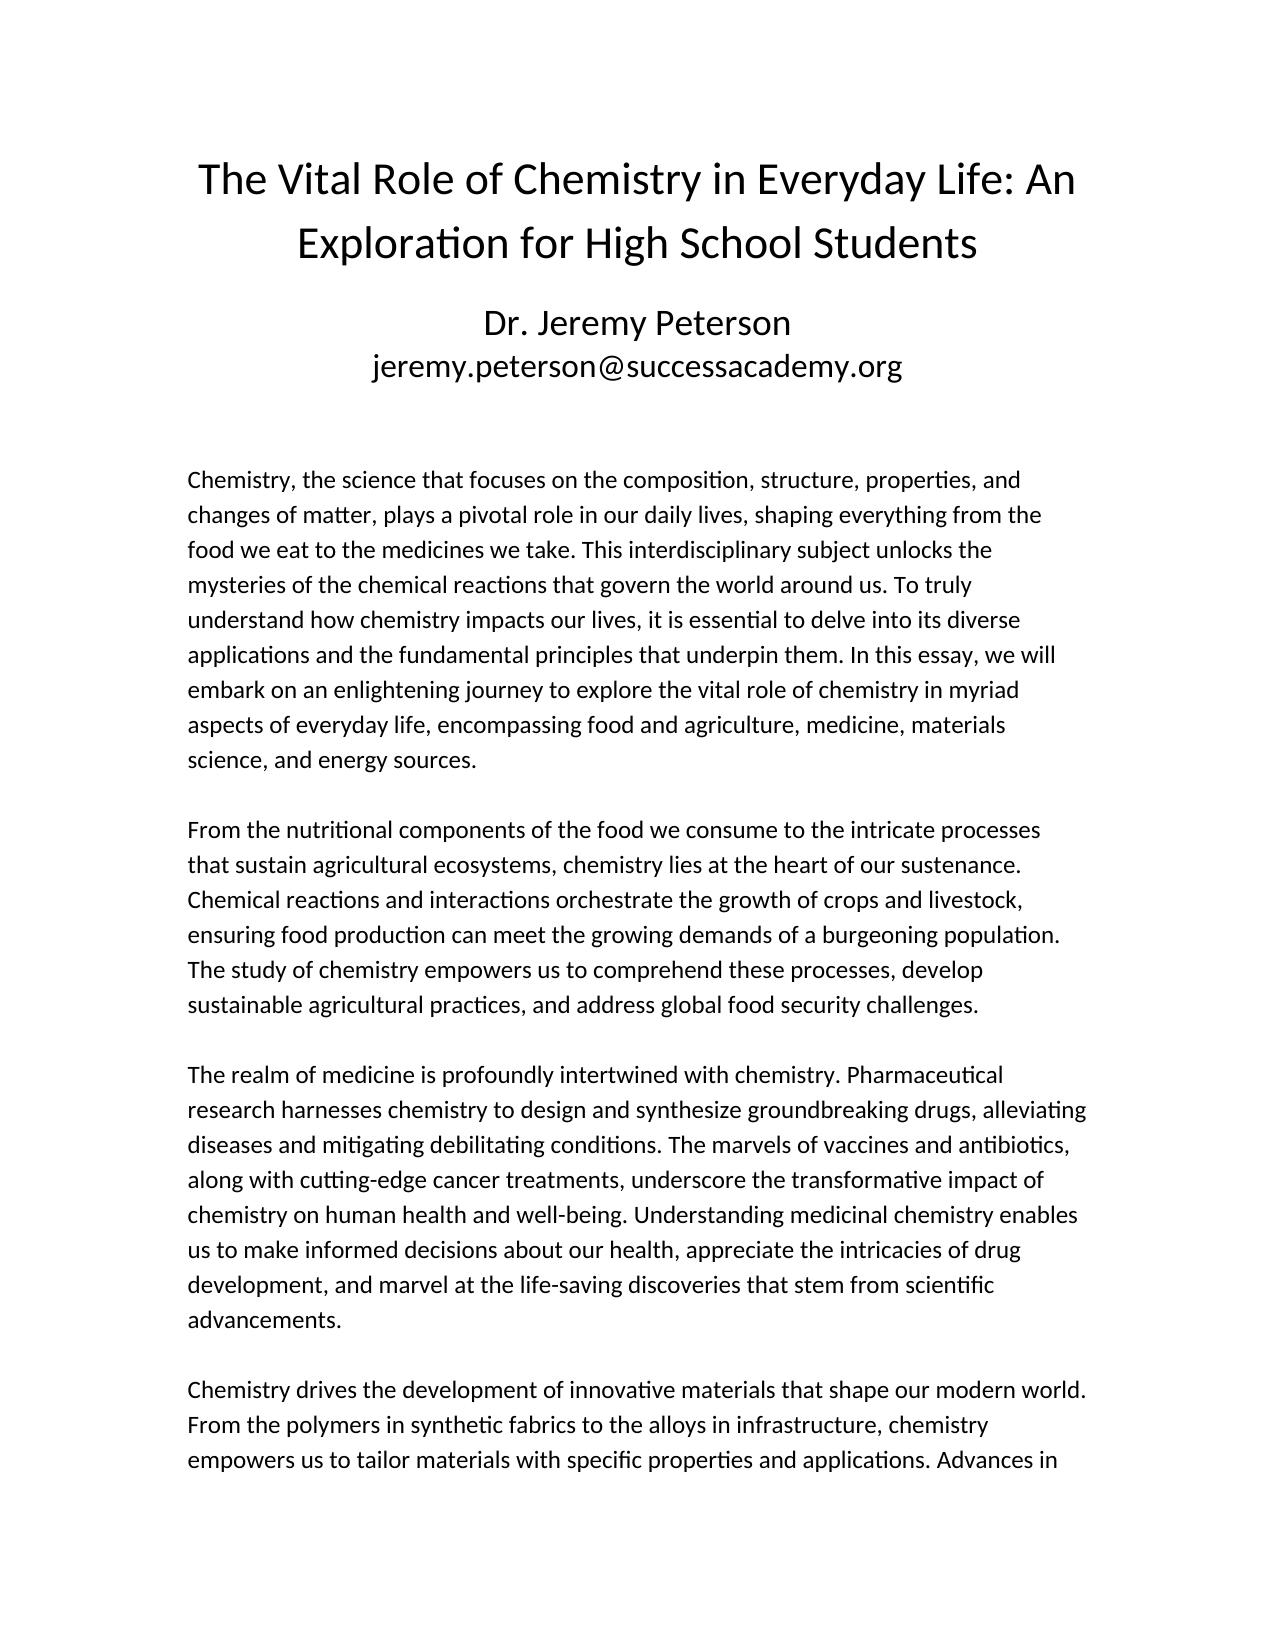 The Vital Role of Chemistry in Everyday Life: An
Exploration for High School Students
Dr. Jeremy Peterson
jeremy.peterson@successacademy.org
Chemistry, the science that focuses on the composition, structure, properties, and
changes of matter, plays a pivotal role in our daily lives, shaping everything from the
food we eat to the medicines we take. This interdisciplinary subject unlocks the
mysteries of the chemical reactions that govern the world around us. To truly
understand how chemistry impacts our lives, it is essential to delve into its diverse
applications and the fundamental principles that underpin them. In this essay, we will
embark on an enlightening journey to explore the vital role of chemistry in myriad
aspects of everyday life, encompassing food and agriculture, medicine, materials
science, and energy sources.
From the nutritional components of the food we consume to the intricate processes
that sustain agricultural ecosystems, chemistry lies at the heart of our sustenance.
Chemical reactions and interactions orchestrate the growth of crops and livestock,
ensuring food production can meet the growing demands of a burgeoning population.
The study of chemistry empowers us to comprehend these processes, develop
sustainable agricultural practices, and address global food security challenges.
The realm of medicine is profoundly intertwined with chemistry. Pharmaceutical
research harnesses chemistry to design and synthesize groundbreaking drugs, alleviating
diseases and mitigating debilitating conditions. The marvels of vaccines and antibiotics,
along with cutting-edge cancer treatments, underscore the transformative impact of
chemistry on human health and well-being. Understanding medicinal chemistry enables
us to make informed decisions about our health, appreciate the intricacies of drug
development, and marvel at the life-saving discoveries that stem from scientific
advancements.
Chemistry drives the development of innovative materials that shape our modern world.
From the polymers in synthetic fabrics to the alloys in infrastructure, chemistry
empowers us to tailor materials with specific properties and applications. Advances in